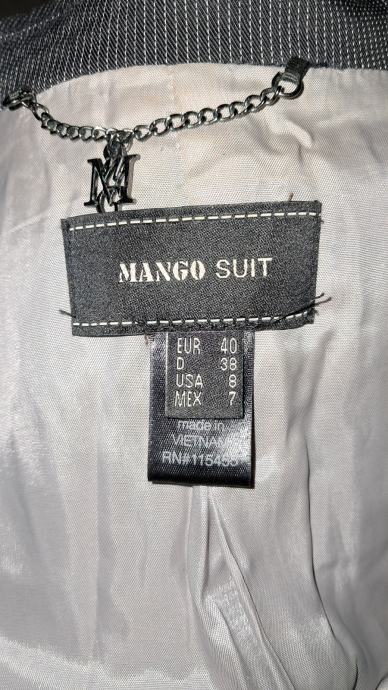 M
MANGO SUIT
EUR 40
D 38
USA 8
MEX 7
made in
VIETNAM